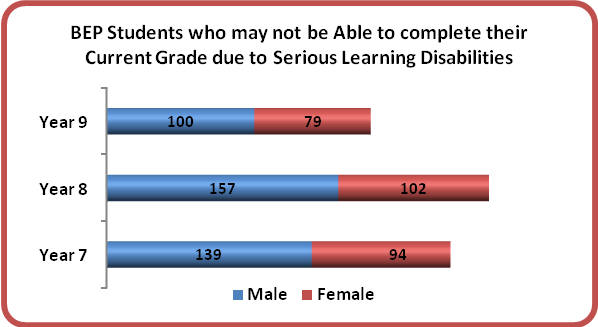 BEP Students who may not be Able to complete their
Current Grade due to Serious Learning Disabilities
Year 9 100 79
Year 8 157 102
Year 7 139 94
Male Female